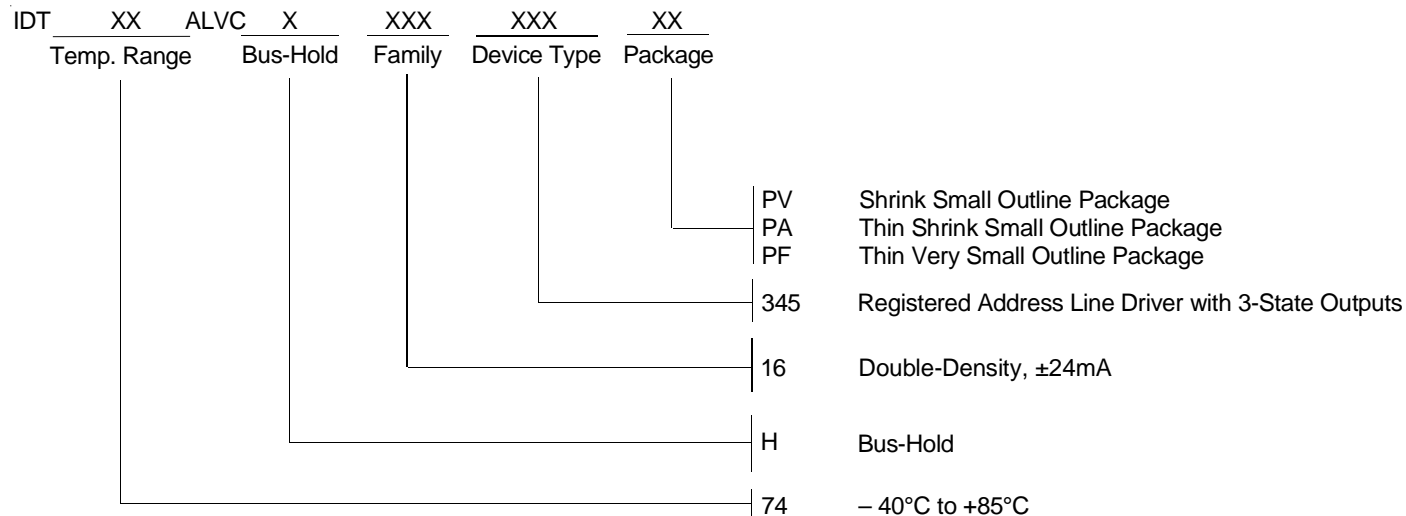 IDT XX ALVC X XXX XXX XX
Temp. Range Bus-Hold Family Device Type Package
PV Shrink Small Outline Package
PA Thin Shrink Small Outline Package
PF Thin Very Small Outline Package
345 Registered Address Line Driver with 3-State Outputs
16 Double-Density, ±24mA
H Bus-Hold
74 – 40°C to +85°C